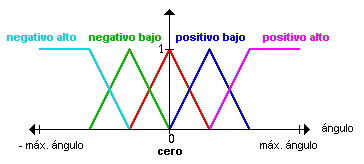 negativo alto negativo bajo positivo bajo positivo alto
1
ángulo
0
- máx. ángulo cero máx. ángulo